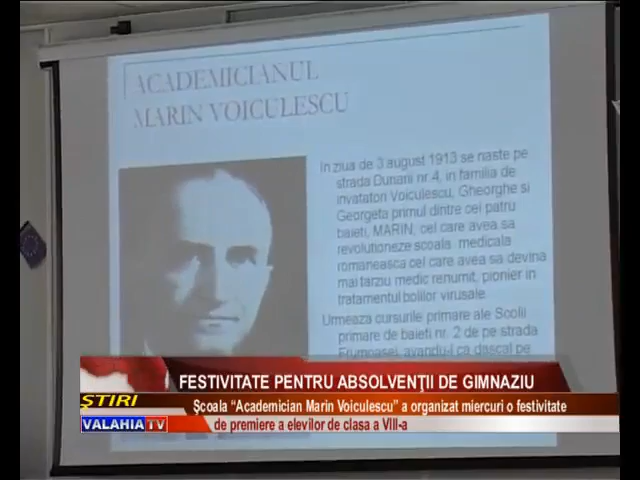 ACADEMICIANUL
MARIN VOICULESCU
In ziua de 3 august 1913 se naste pe
strada Dunarii nr.4, in familia de
invatatori Voiculescu, Gheorghe si
Georgeta primul dintre cei patru
baieti, MARIN, cel care avea sa
revolutioneze scoala medicala
romaneasca cel care avea sa devina
mai tarziu medic renumit, pionier in
tratamentul bolilor virusale.
Urmeaza cursurile primare ale Scolii
primare de baieti nr. 2 de pe strada
Frumoasei, avandu-l ca dascal pe
FESTIVITATE PENTRU ABSOLVENŢII DE GIMNAZIU
ŞTIRI
Şcoala “Academician Marin Voiculescu” a organizat miercuri o festivitate
VALAHIA TV
de premiere a elevilor de clasa a VIII-a